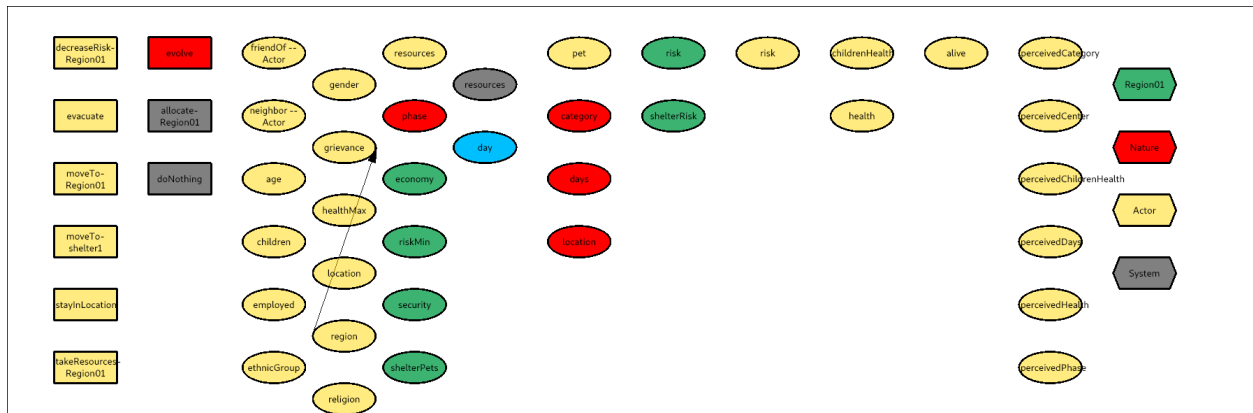 decreaseRisk-
Region01
evolve
friendOf --
Actor
resources
pet
risk
risk
childrenHealth
alive
perceivedCategory
gender
resources
Region01
evacuate
allocate-
Region01
neighbor --
Actor
phase
category
shelterRisk
health
perceivedCenter
grievance
day
Nature
moveTo-
Region01
doNothing
age
economy
days
perceivedChildrenHealth
healthMax
Actor
moveTo-
shelter1
children
riskMin
location
perceivedDays
location
System
stayInLocation
employed
security
perceivedHealth
region
takeResources-
Region01
ethnicGroup
shelterPets
perceivedPhase
religion